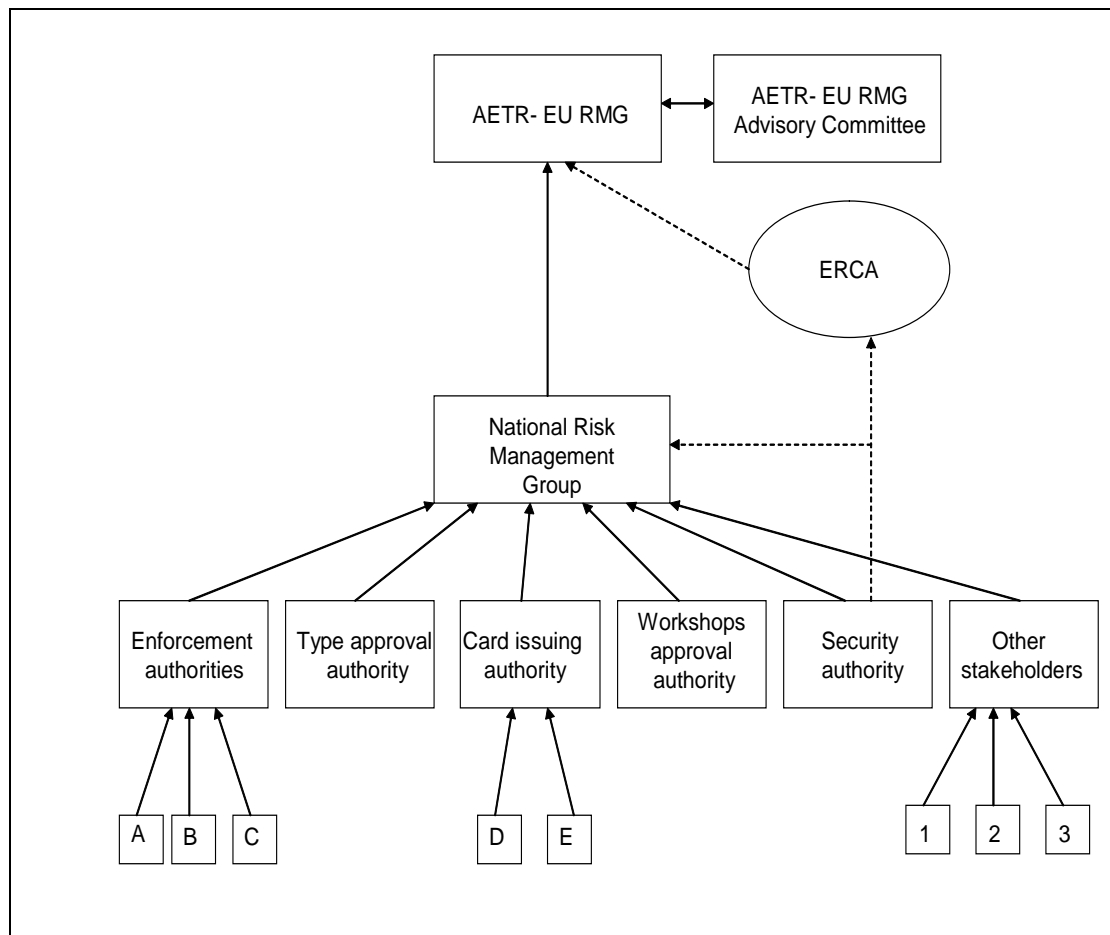 AETR- EU RMG
AETR- EU RMG
Advisory Committee
ERCA
National Risk
Management
Group
Enforcement
authorities
Type approval
authority
Card issuing
authority
Workshops
approval
authority
Security
authority
Other
stakeholders
A
B
C
D
E
1
2
3